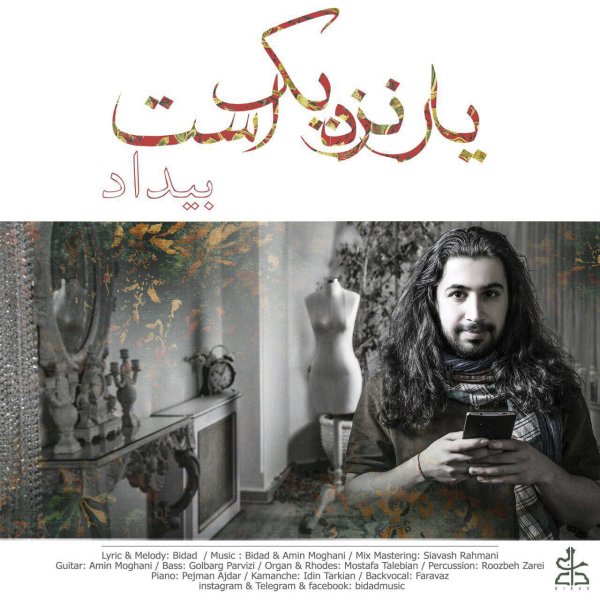 یار نزدیک است
بیداد
Lyric & Melody: Bidad / Music : Bidad & Amin Moghani / Mix Mastering: Siavash Rahmani
Guitar: Amin Moghani / Bass: Golbarg Parvizi / Organ & Rhodes: Mostafa Talebian / Percussion: Roozbeh Zarei
Piano: Pejman Ajdar / Kamanche: Idin Tarkian / Backvocal: Faravaz
instagram & Telegram & facebook: bidadmusic
BIDAD